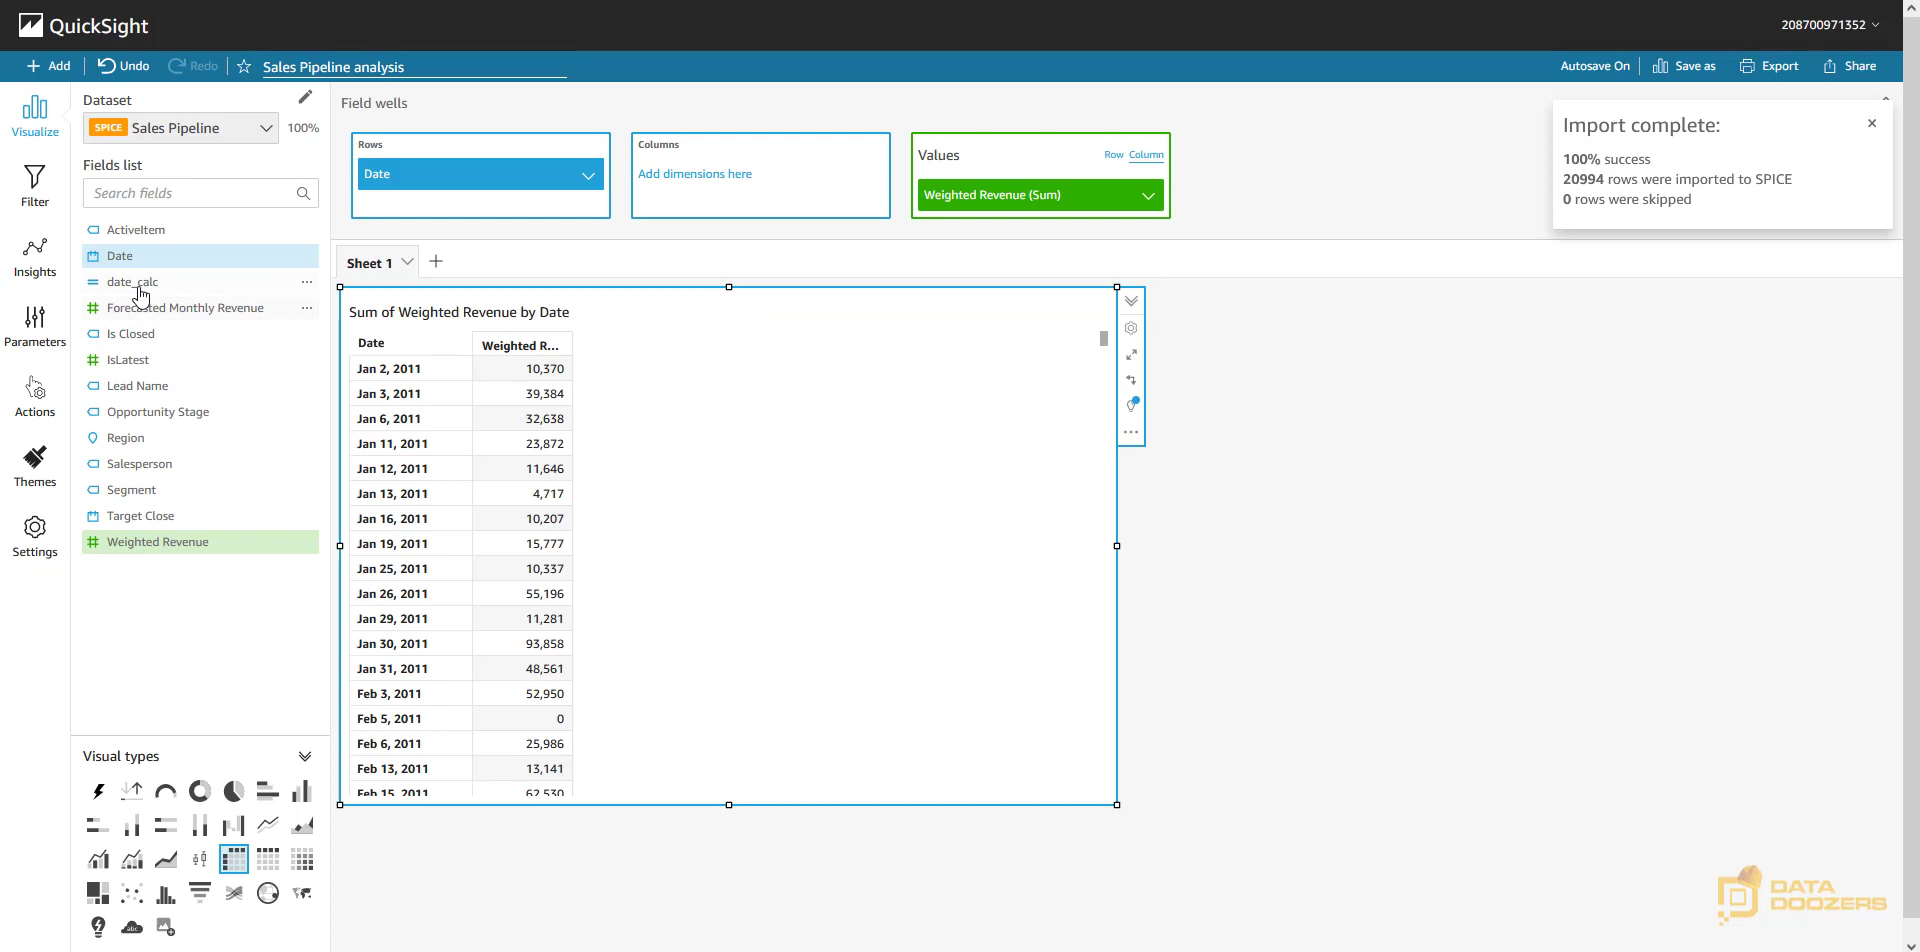 QuickSight
208700971352
Add
Undo
Redo
Sales Pipeline analysis
Autosave On
Save as
Export
Share
Visualize
Filter
Insights
Parameters
Actions
Themes
Settings
Dataset
SPICE Sales Pipeline
100%
Fields list
Search fields
ActiveItem
Date
date_calc
Forecasted Monthly Revenue
Is Closed
IsLatest
Lead Name
Opportunity Stage
Region
Salesperson
Segment
Target Close
Weighted Revenue
Visual types
Field wells
Rows
Date
Columns
Add dimensions here
Values
Row Column
Weighted Revenue (Sum)
Import complete:
100% success
20994 rows were imported to SPICE
0 rows were skipped
Sheet 1
Sum of Weighted Revenue by Date
Date Weighted R...
Jan 2, 2011 10,370
Jan 3, 2011 39,384
Jan 6, 2011 32,638
Jan 11, 2011 23,872
Jan 12, 2011 11,646
Jan 13, 2011 4,717
Jan 16, 2011 10,207
Jan 19, 2011 15,777
Jan 25, 2011 10,337
Jan 26, 2011 55,196
Jan 29, 2011 11,281
Jan 30, 2011 93,858
Jan 31, 2011 48,561
Feb 3, 2011 52,950
Feb 5, 2011 0
Feb 6, 2011 25,986
Feb 13, 2011 13,141
Feb 15, 2011 62,530
DATA
DOOZERS